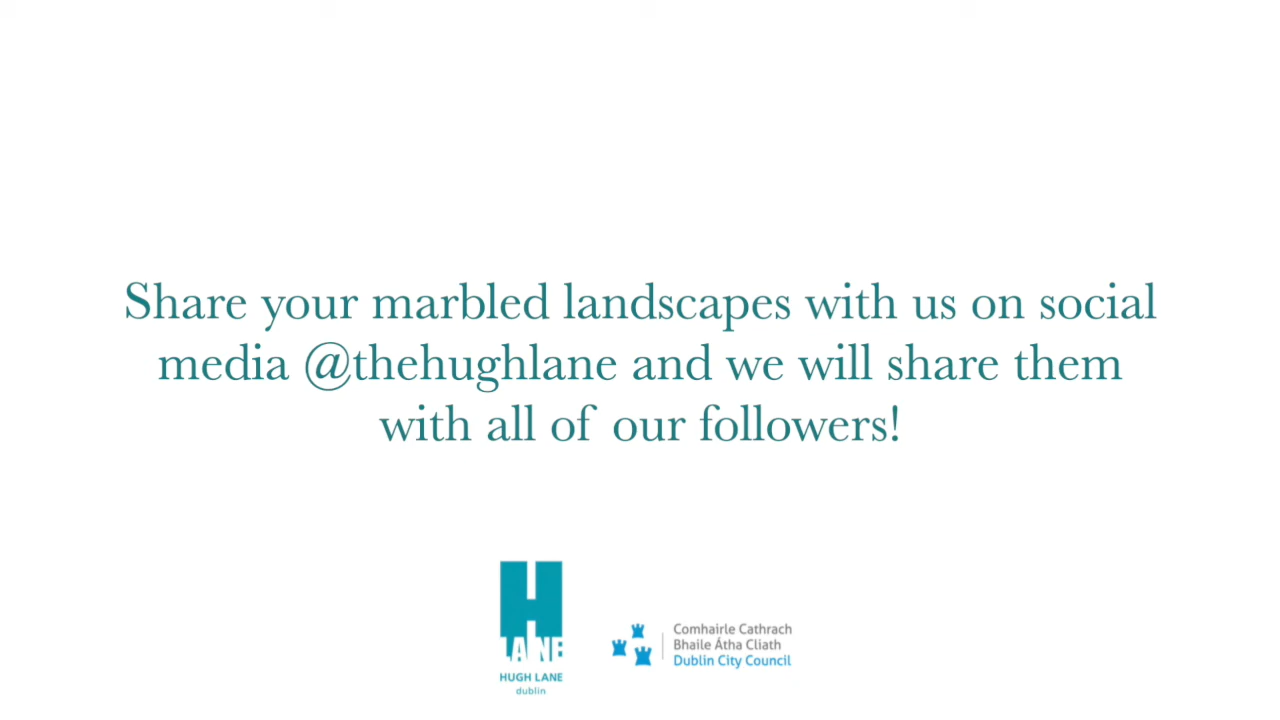 Share your marbled landscapes with us on social
media @thehughlane and we will share them
with all of our followers!
H
LANE
HUGH LANE
dublin
Comhairle Cathrach
Bhaile Átha Cliath
Dublin City Council